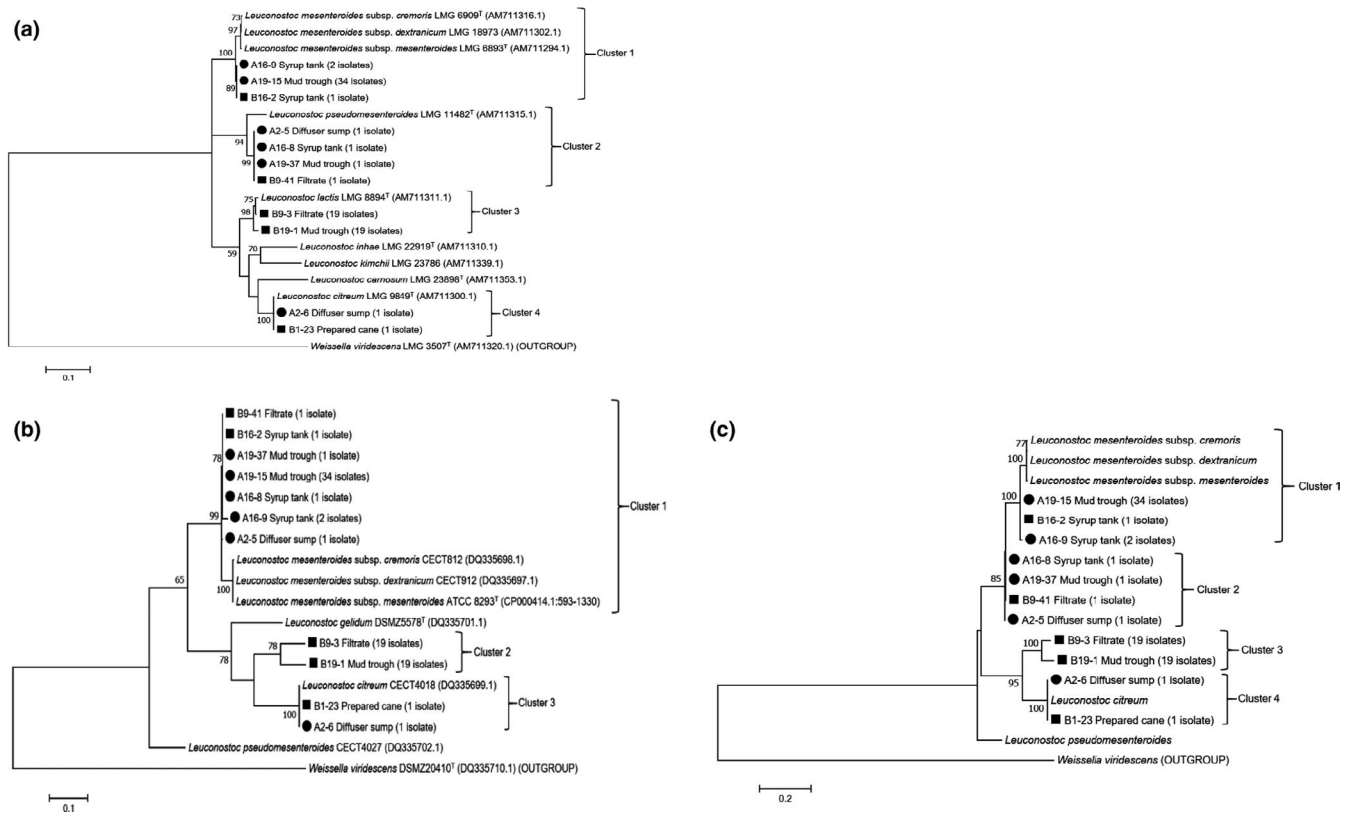 (a)
73
Leuconostoc mesenteroides subsp. cremoris LMG 6909T (AM711316.1)
97
Leuconostoc mesenteroides subsp. dextranicum LMG 18973 (AM711302.1)
100
Leuconostoc mesenteroides subsp. mesenteroides LMG 6893T (AM711294.1)
Cluster 1
A16-9 Syrup tank (2 isolates)
A19-15 Mud trough (34 isolates)
89
B16-2 Syrup tank (1 isolate)
Leuconostoc pseudomesenteroides LMG 11482T (AM711315.1)
A2-5 Diffuser sump (1 isolate)
94
A16-8 Syrup tank (1 isolate)
Cluster 2
99
A19-37 Mud trough (1 isolate)
B9-41 Filtrate (1 isolate)
75
Leuconostoc lactis LMG 8894T (AM711311.1)
98
B9-3 Filtrate (19 isolates)
Cluster 3
B19-1 Mud trough (19 isolates)
59
70
Leuconostoc inhae LMG 22919T (AM711310.1)
Leuconostoc kimchii LMG 23786 (AM711339.1)
Leuconostoc carnosum LMG 23898T (AM711353.1)
Leuconostoc citreum LMG 9849T (AM711300.1)
A2-6 Diffuser sump (1 isolate)
Cluster 4
100
B1-23 Prepared cane (1 isolate)
Weissella viridescens LMG 3507T (AM711320.1) (OUTGROUP)
0.1
(b)
B9-41 Filtrate (1 isolate)
B16-2 Syrup tank (1 isolate)
78
A19-37 Mud trough (1 isolate)
A19-15 Mud trough (34 isolates)
A16-8 Syrup tank (1 isolate)
Cluster 1
99
A16-9 Syrup tank (2 isolates)
A2-5 Diffuser sump (1 isolate)
Leuconostoc mesenteroides subsp. cremoris CECT812 (DQ335698.1)
65
Leuconostoc mesenteroides subsp. dextranicum CECT912 (DQ335697.1)
100
Leuconostoc mesenteroides subsp. mesenteroides ATCC 8293T (CP000414.1:593-1330)
Leuconostoc gelidum DSMZ5578T (DQ335701.1)
78
B9-3 Filtrate (19 isolates)
Cluster 2
78
B19-1 Mud trough (19 isolates)
Leuconostoc citreum CECT4018 (DQ335699.1)
B1-23 Prepared cane (1 isolate)
Cluster 3
100
A2-6 Diffuser sump (1 isolate)
Leuconostoc pseudomesenteroides CECT4027 (DQ335702.1)
Weissella viridescens DSMZ20410T (DQ335710.1) (OUTGROUP)
0.1
(c)
77
Leuconostoc mesenteroides subsp. cremoris
100
Leuconostoc mesenteroides subsp. dextranicum
Leuconostoc mesenteroides subsp. mesenteroides
Cluster 1
100
A19-15 Mud trough (34 isolates)
B16-2 Syrup tank (1 isolate)
A16-9 Syrup tank (2 isolates)
A16-8 Syrup tank (1 isolate)
85
A19-37 Mud trough (1 isolate)
Cluster 2
B9-41 Filtrate (1 isolate)
A2-5 Diffuser sump (1 isolate)
100
B9-3 Filtrate (19 isolates)
Cluster 3
B19-1 Mud trough (19 isolates)
95
A2-6 Diffuser sump (1 isolate)
100
Leuconostoc citreum
Cluster 4
B1-23 Prepared cane (1 isolate)
Leuconostoc pseudomesenteroides
Weissella viridescens (OUTGROUP)
0.2